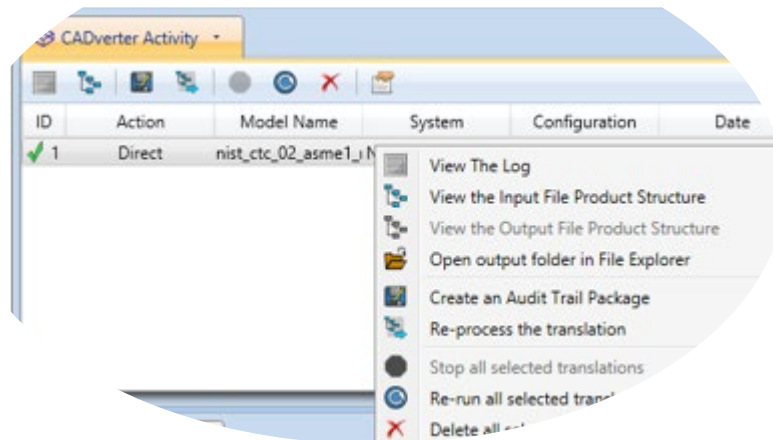 CADverter Activity
ID Action Model Name System Configuration Date
1 Direct nist_ctc_02_asme1_
View The Log
View the Input File Product Structure
View the Output File Product Structure
Open output folder in File Explorer
Create an Audit Trail Package
Re-process the translation
Stop all selected translations
Re-run all selected
Delete all